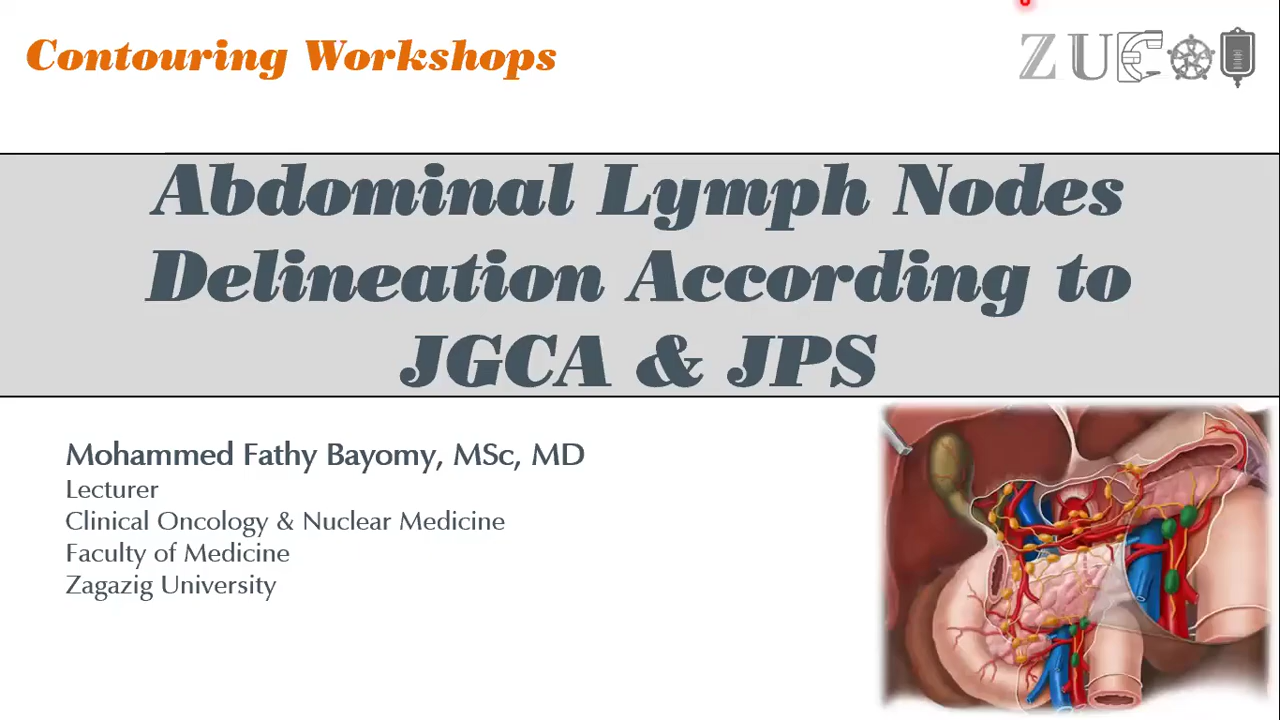 Contouring Workshops
ZU
Abdominal Lymph Nodes
Delineation According to
JGCA & JPS
Mohammed Fathy Bayomy, MSc, MD
Lecturer
Clinical Oncology & Nuclear Medicine
Faculty of Medicine
Zagazig University